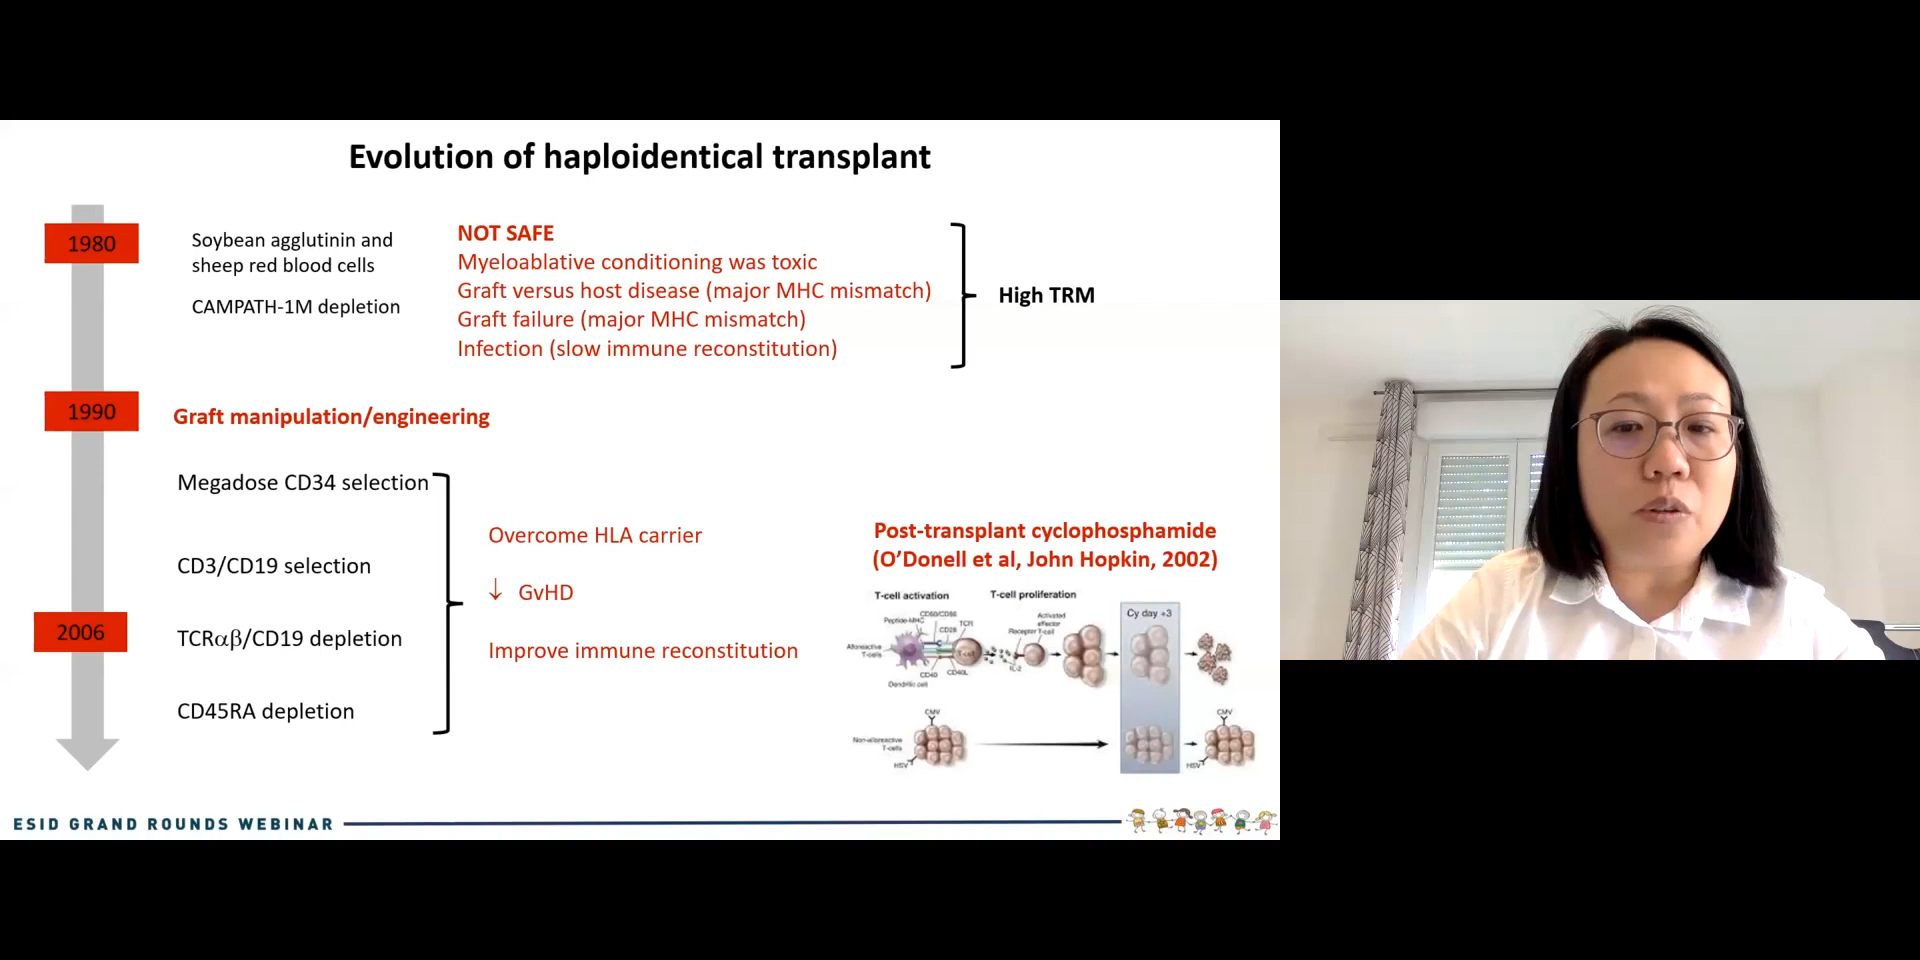 Evolution of haploidentical transplant
1980
Soybean agglutinin and
sheep red blood cells
CAMPATH-1M depletion
NOT SAFE
Myeloablative conditioning was toxic
Graft versus host disease (major MHC mismatch)
Graft failure (major MHC mismatch)
Infection (slow immune reconstitution)
High TRM
1990
Graft manipulation/engineering
Megadose CD34 selection
CD3/CD19 selection
2006
TCRαβ/CD19 depletion
CD45RA depletion
Overcome HLA carrier
↓ GvHD
Improve immune reconstitution
Post-transplant cyclophosphamide
(O’Donell et al, John Hopkin, 2002)
T-cell activation
T-cell proliferation
Cy day +3
CD80/CD86
Peptide-MHC
CD28
TCR
Alloreactive
T-cells
T-cell
CD40
CD40L
Dendritic cell
Activated
effector
T-cell
Receptor
IL-2
CMV
Non-alloreactive
T-cells
HSV
CMV
HSV
ESID GRAND ROUNDS WEBINAR